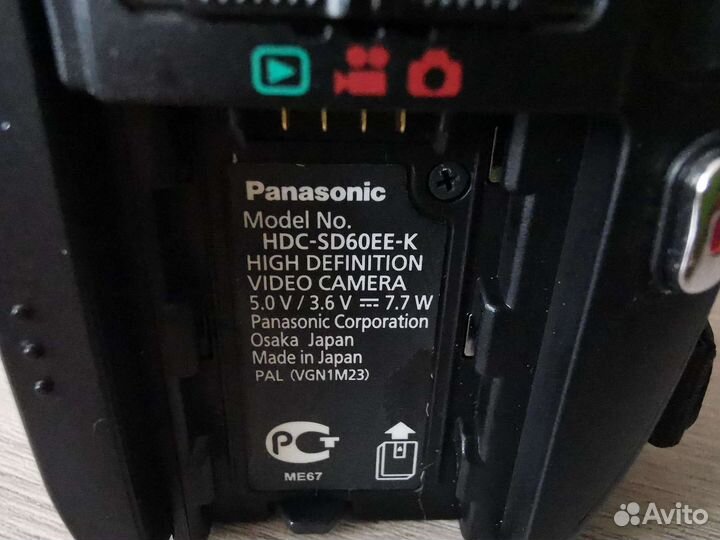 Panasonic
Model No.
HDC-SD60EE-K
HIGH DEFINITION
VIDEO CAMERA
5.0 V / 3.6 V ⎓ 7.7 W
Panasonic Corporation
Osaka Japan
Made in Japan
PAL (VGN1M23)
РСТ
ME67
Avito